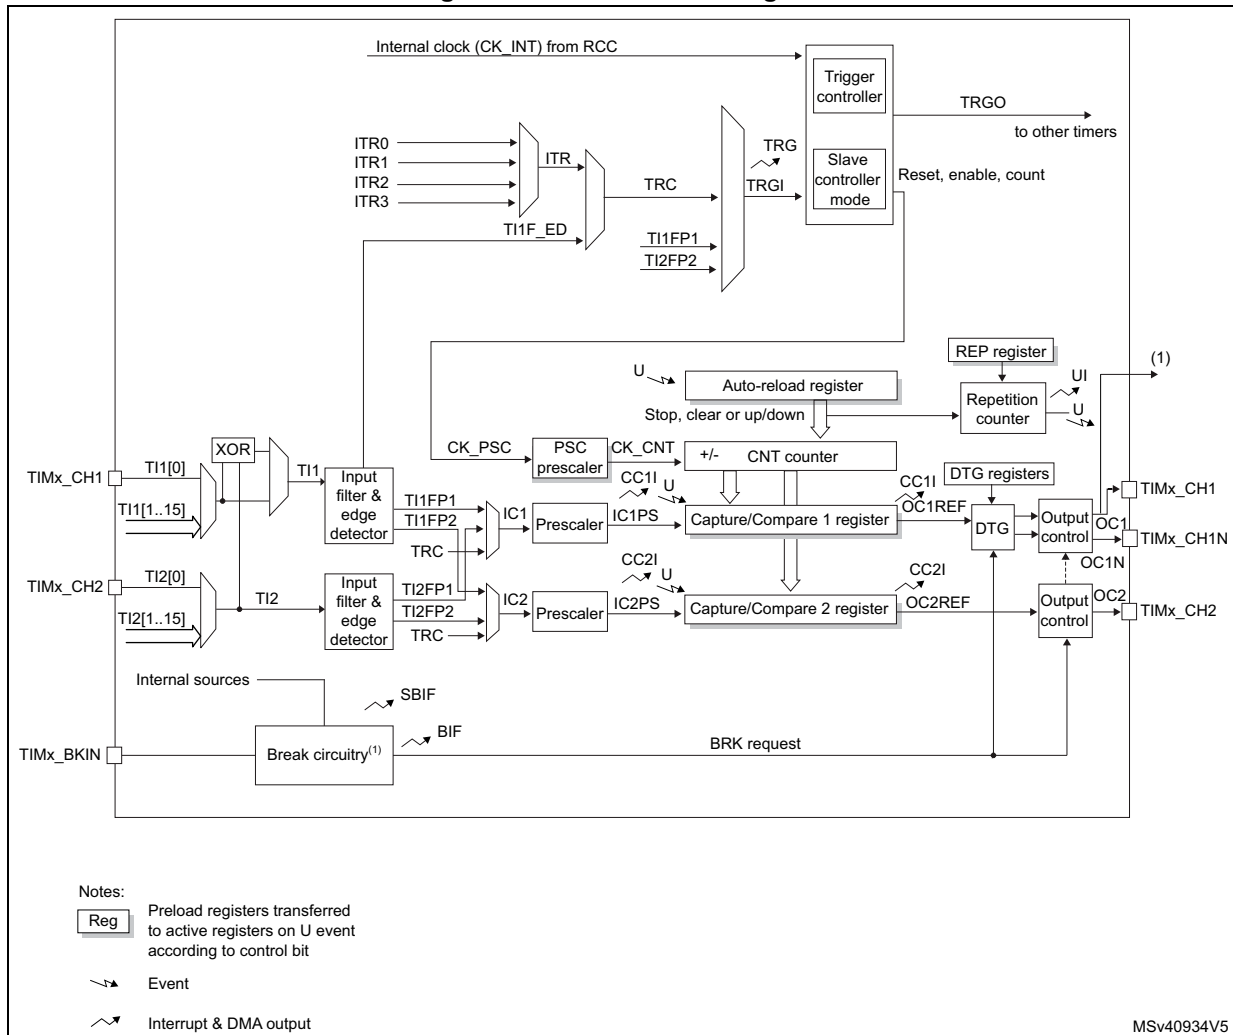 Internal clock (CK_INT) from RCC
Trigger
controller
TRGO
to other timers
ITR0
ITR1
ITR2
ITR3
ITR
TRC
TRG
TRGI
Slave
controller
mode
Reset, enable, count
TI1F_ED
TI1FP1
TI2FP2
REP register
(1)
U
Auto-reload register
UI
Repetition
counter
U
Stop, clear or up/down
CK_PSC
PSC
prescaler
CK_CNT
+/-
CNT counter
DTG registers
XOR
TIMx_CH1
TI1[0]
TI1[1..15]
TI1
Input
filter &
edge
detector
TI1FP1
TI1FP2
TRC
IC1
Prescaler
IC1PS
CC1I
U
Capture/Compare 1 register
CC1I
OC1REF
DTG
Output
control
OC1
TIMx_CH1
TIMx_CH1N
OC1N
TIMx_CH2
TI2[0]
TI2[1..15]
TI2
Input
filter &
edge
detector
TI2FP1
TI2FP2
TRC
IC2
Prescaler
IC2PS
CC2I
U
Capture/Compare 2 register
CC2I
OC2REF
Output
control
OC2
TIMx_CH2
Internal sources
SBIF
TIMx_BKIN
Break circuitry(1)
BIF
BRK request
Notes:
Reg
Preload registers transferred
to active registers on U event
according to control bit
Event
Interrupt & DMA output
MSv40934V5